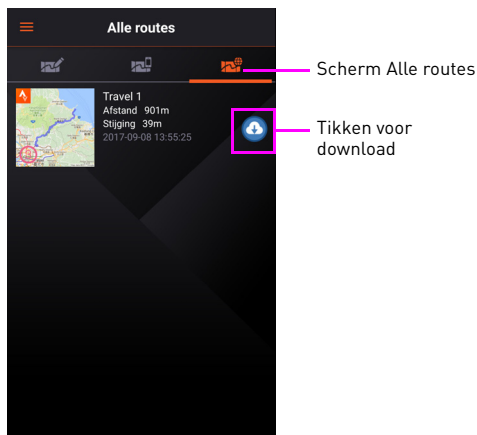 Alle routes
Scherm Alle routes
Travel 1
Afstand 901m
Stijging 39m
2017-09-08 13:55:25
Tikken voor
download